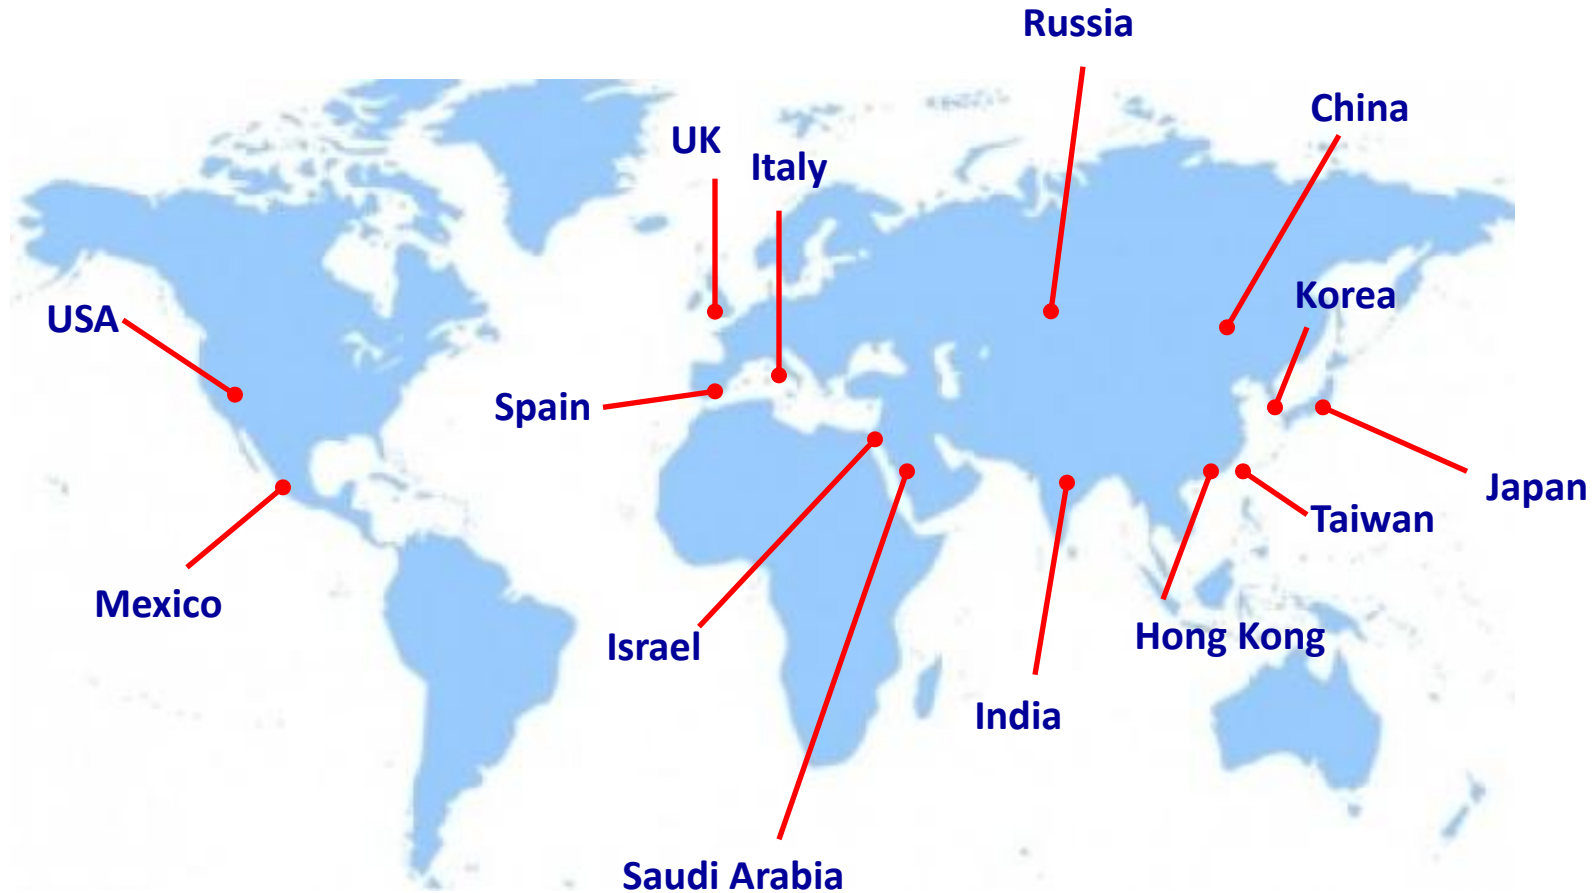 Russia
China
UK
Italy
Korea
USA
Spain
Japan
Taiwan
Mexico
Hong Kong
Israel
India
Saudi Arabia